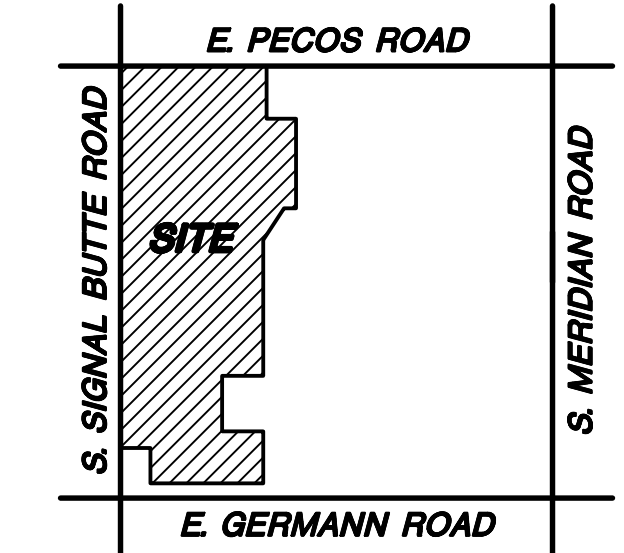 E. PECOS ROAD
S. SIGNAL BUTTE ROAD
SITE
S. MERIDIAN ROAD
E. GERMANN ROAD